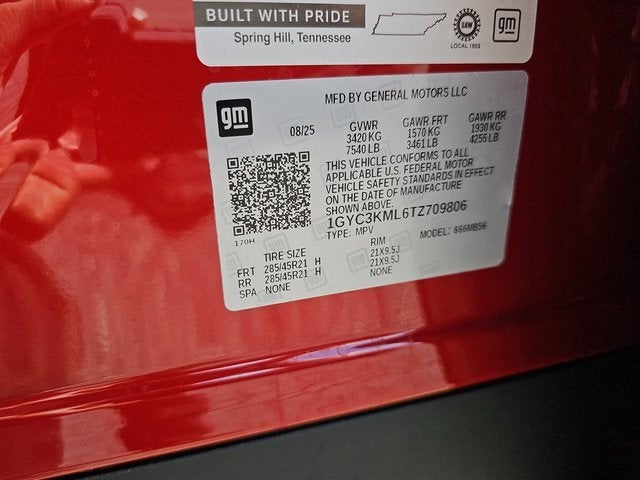 BUILT WITH PRIDE
Spring Hill, Tennessee
UAW
LOCAL 1853
gm
gm
MFD BY GENERAL MOTORS LLC
08/25 GVWR GAWR FRT GAWR RR
3420 KG 1570 KG 1930 KG
7540 LB 3461 LB 4255 LB
THIS VEHICLE CONFORMS TO ALL
APPLICABLE U.S. FEDERAL MOTOR
VEHICLE SAFETY STANDARDS IN EFFECT
ON THE DATE OF MANUFACTURE
SHOWN ABOVE.
1GYC3KML6TZ709806
170H TYPE: MPV MODEL: 666MB56
TIRE SIZE RIM
FRT 285/45R21 H 21X9.5J
RR 285/45R21 H 21X9.5J
SPA NONE NONE